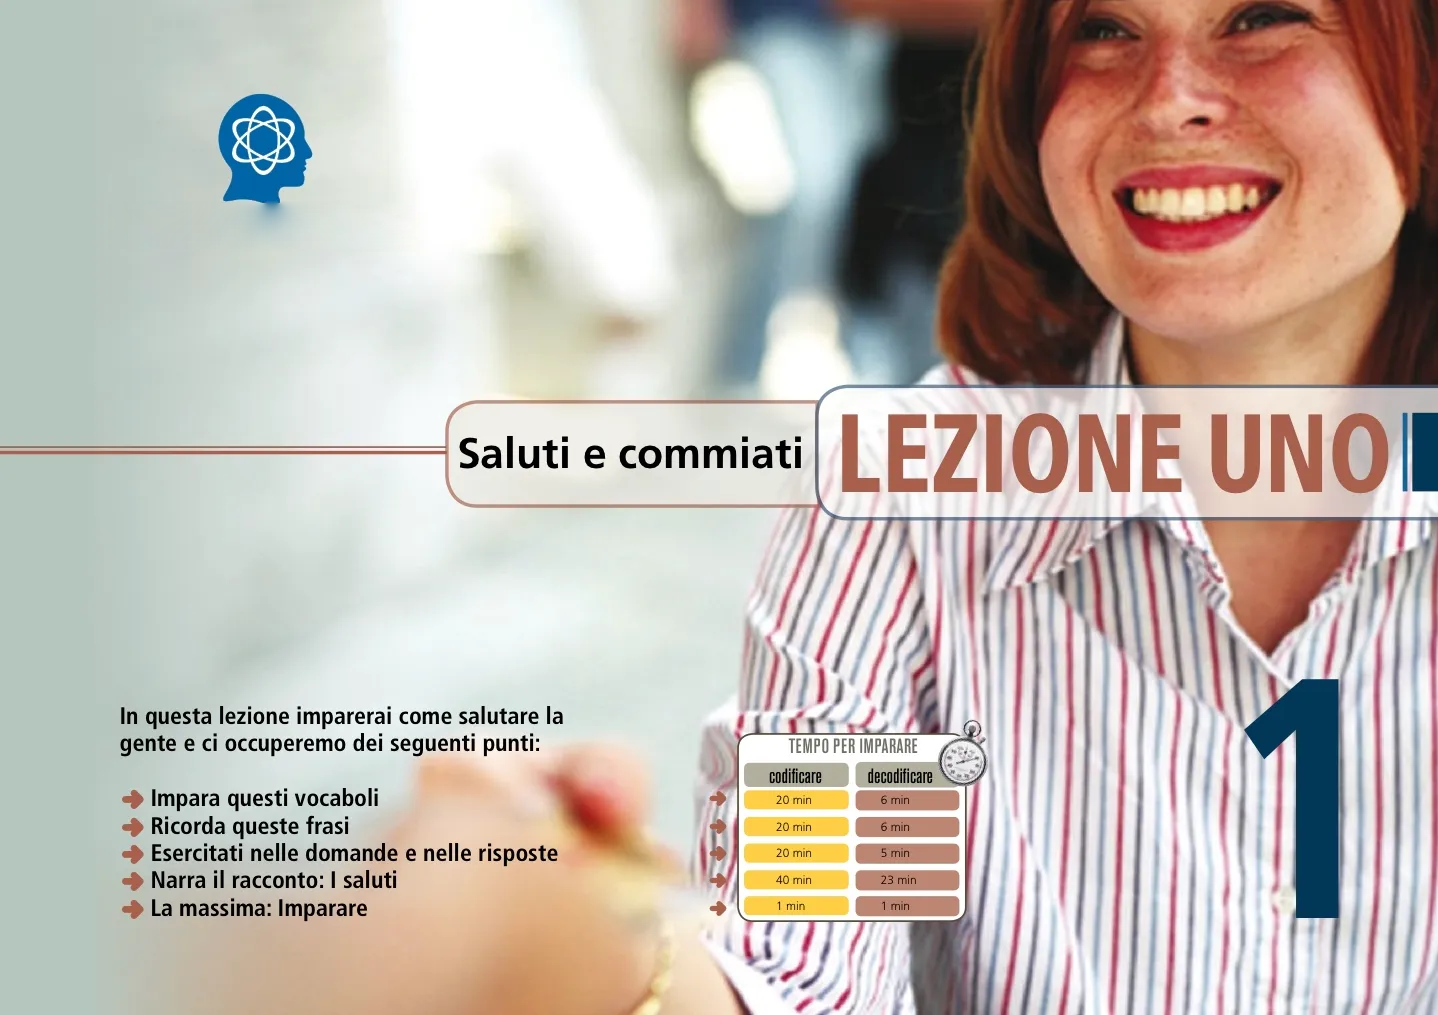 Saluti e commiati
LEZIONE UNO
1
In questa lezione imparerai come salutare la
gente e ci occuperemo dei seguenti punti:
Impara questi vocaboli
Ricorda queste frasi
Esercitati nelle domande e nelle risposte
Narra il racconto: I saluti
La massima: Imparare
TEMPO PER IMPARARE
codificare decodificare
20 min 6 min
20 min 6 min
20 min 5 min
40 min 23 min
1 min 1 min